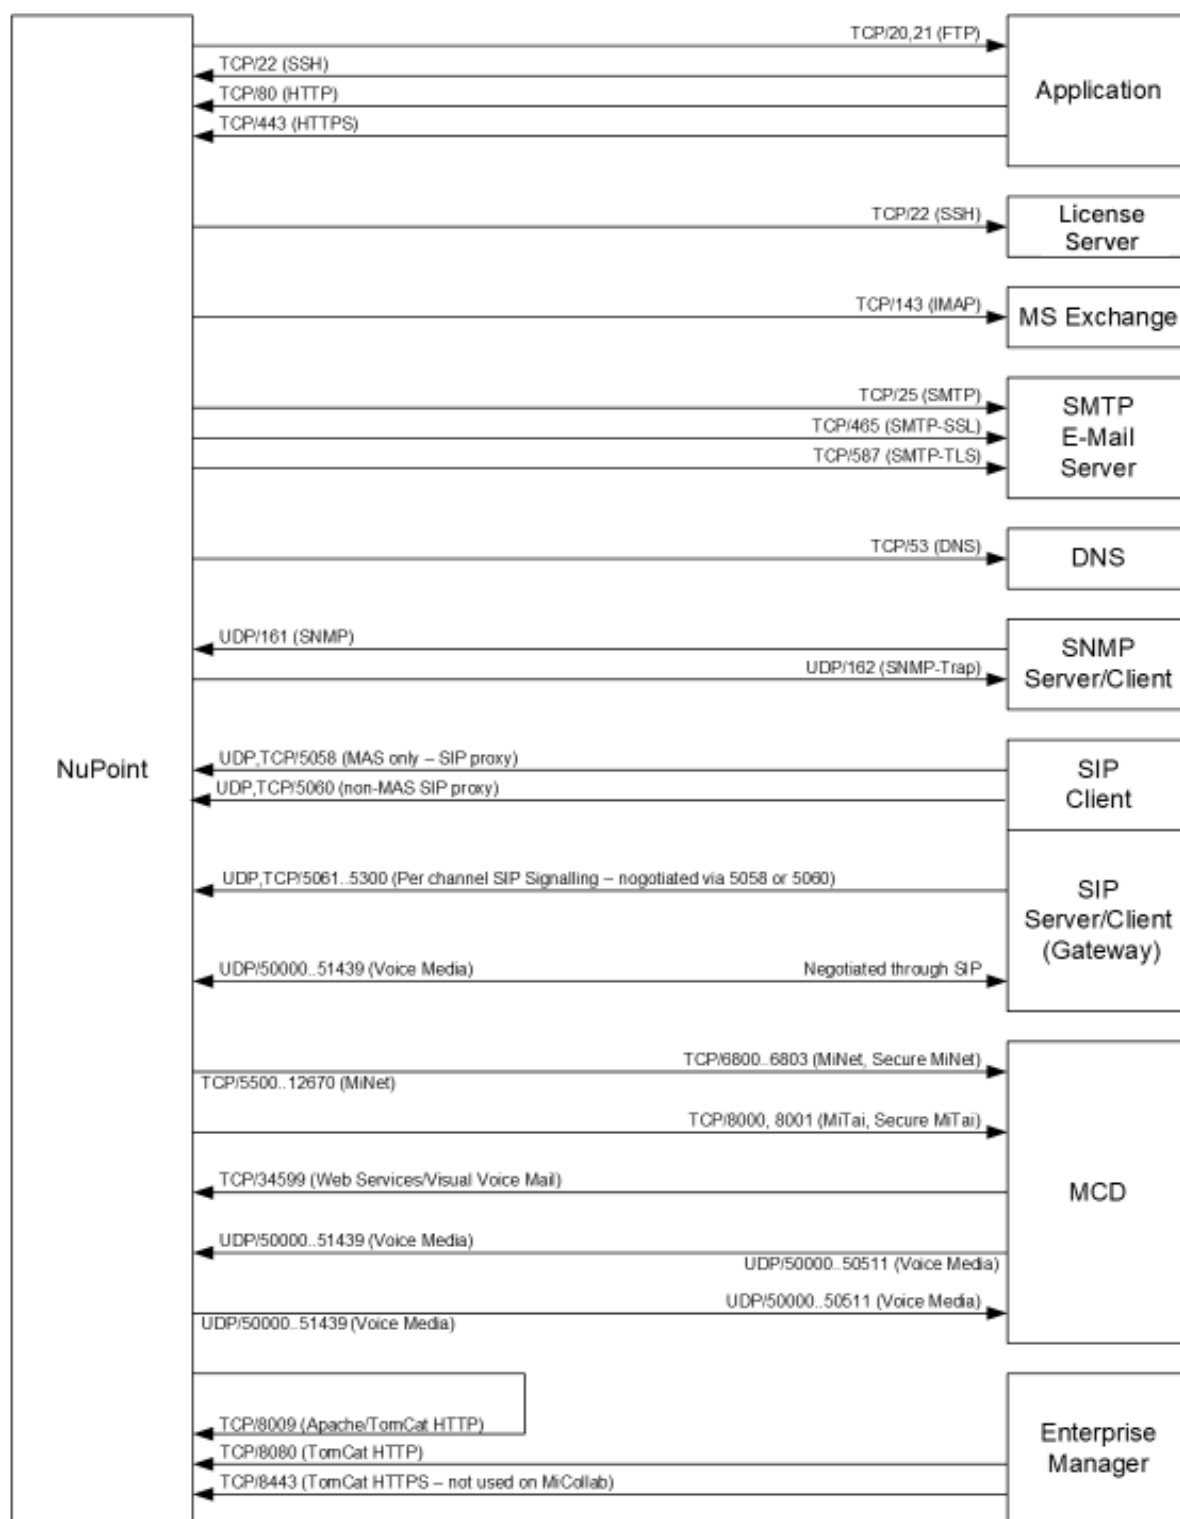 TCP/20,21 (FTP)
TCP/22 (SSH)
TCP/80 (HTTP)
TCP/443 (HTTPS)
Application
TCP/22 (SSH)
License
Server
TCP/143 (IMAP)
MS Exchange
TCP/25 (SMTP)
TCP/465 (SMTP-SSL)
TCP/587 (SMTP-TLS)
SMTP
E-Mail
Server
TCP/53 (DNS)
DNS
UDP/161 (SNMP)
UDP/162 (SNMP-Trap)
SNMP
Server/Client
NuPoint
UDP,TCP/5058 (MAS only – SIP proxy)
UDP,TCP/5060 (non-MAS SIP proxy)
SIP
Client
UDP,TCP/5061..5300 (Per channel SIP Signalling – negotiated via 5058 or 5060)
UDP/50000..51439 (Voice Media)
Negotiated through SIP
SIP
Server/Client
(Gateway)
TCP/6800..6803 (MiNet, Secure MiNet)
TCP/5500..12670 (MiNet)
TCP/8000, 8001 (MiTai, Secure MiTai)
TCP/34599 (Web Services/Visual Voice Mail)
MCD
UDP/50000..51439 (Voice Media)
UDP/50000..50511 (Voice Media)
UDP/50000..50511 (Voice Media)
UDP/50000..51439 (Voice Media)
TCP/8009 (Apache/TomCat HTTP)
TCP/8080 (TomCat HTTP)
TCP/8443 (TomCat HTTPS – not used on MiCollab)
Enterprise
Manager